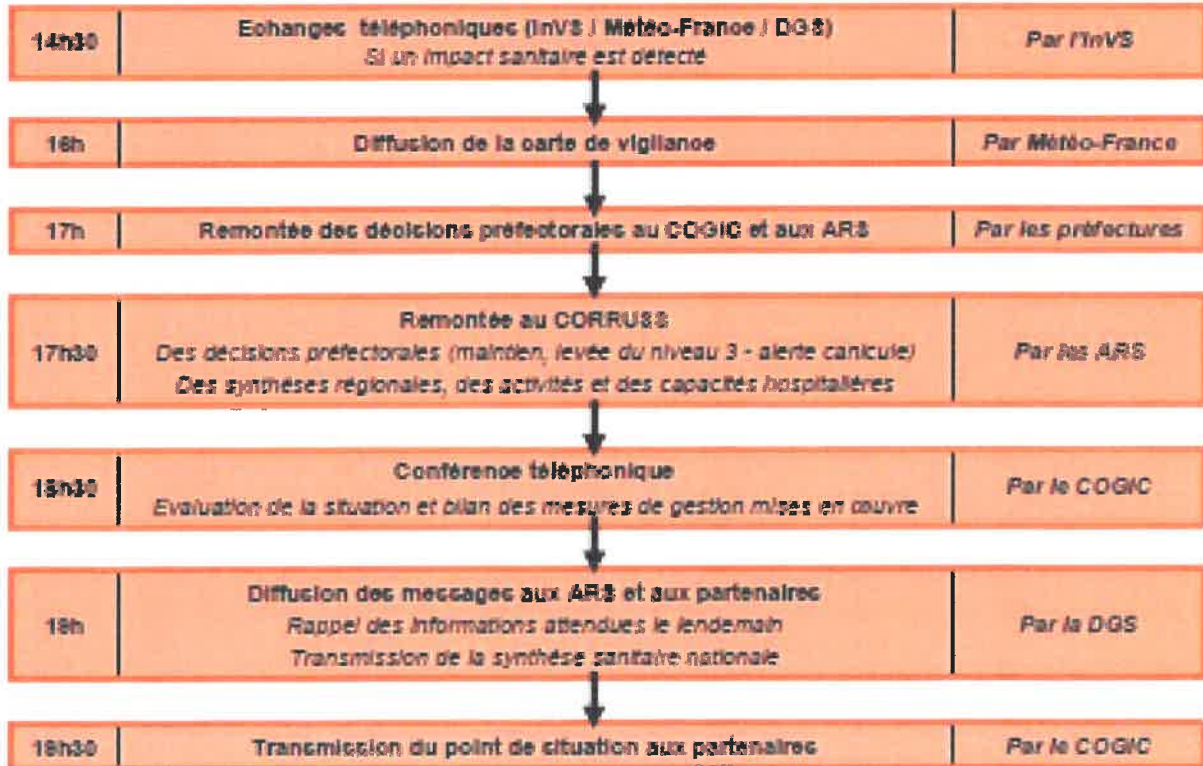 14h30
Echanges téléphoniques (InVS / Météo-France / DGS)
Si un impact sanitaire est détecté
Par l'InVS
16h
Diffusion de la carte de vigilance
Par Météo-France
17h
Remontée des décisions préfectorales au COGIC et aux ARS
Par les préfectures
17h30
Remontée au CORRUSS
Des décisions préfectorales (maintien, levée du niveau 3 - alerte canicule)
Des synthèses régionales, des activités et des capacités hospitalières
Par les ARS
18h30
Conférence téléphonique
Evaluation de la situation et bilan des mesures de gestion mises en œuvre
Par le COGIC
19h
Diffusion des messages aux ARS et aux partenaires
Rappel des informations attendues le lendemain
Transmission de la synthèse sanitaire nationale
Par la DGS
19h30
Transmission du point de situation aux partenaires
Par le COGIC